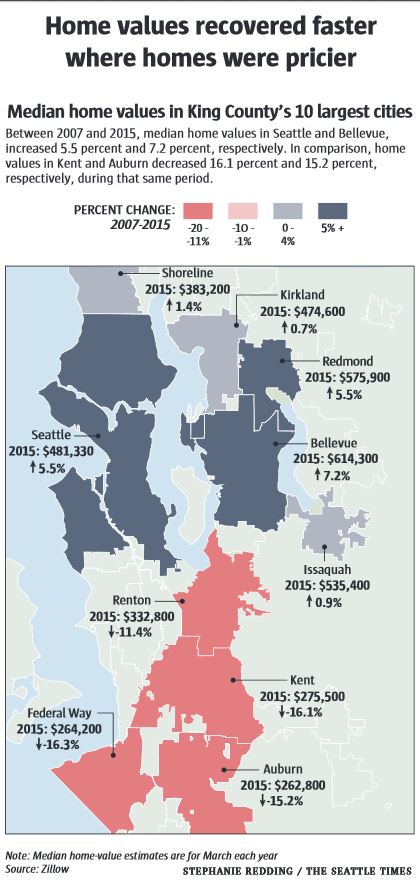 Home values recovered faster
where homes were pricier
Median home values in King County's 10 largest cities
Between 2007 and 2015, median home values in Seattle and Bellevue,
increased 5.5 percent and 7.2 percent, respectively. In comparison, home
values in Kent and Auburn decreased 16.1 percent and 15.2 percent,
respectively, during that same period.
PERCENT CHANGE:
2007-2015
-20 -
-11%
-10 -
-1%
0 -
4%
5% +
Shoreline
2015: $383,200
↑1.4%
Kirkland
2015: $474,600
↑0.7%
Redmond
2015: $575,900
↑5.5%
Seattle
2015: $481,330
↑5.5%
Bellevue
2015: $614,300
↑7.2%
Issaquah
2015: $535,400
↑0.9%
Renton
2015: $332,800
↓-11.4%
Kent
2015: $275,500
↓-16.1%
Federal Way
2015: $264,200
↓-16.3%
Auburn
2015: $262,800
↓-15.2%
Note: Median home-value estimates are for March each year
Source: Zillow
STEPHANIE REDDING / THE SEATTLE TIMES